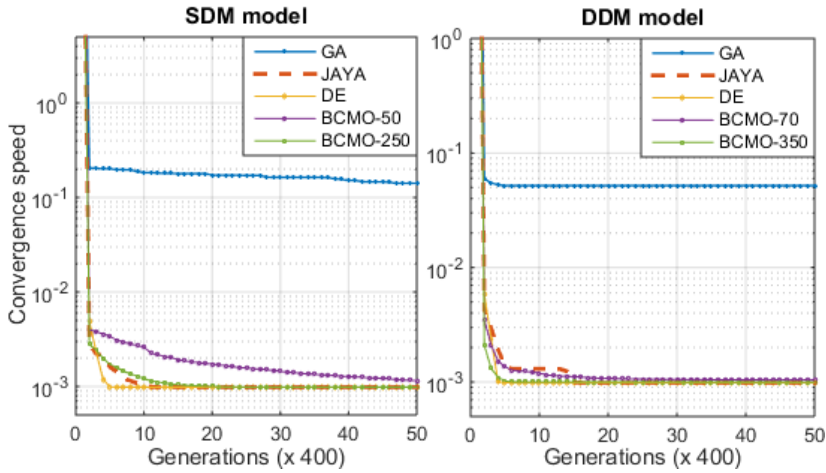 SDM model
Convergence speed
10^0
10^-1
10^-2
10^-3
GA
JAYA
DE
BCMO-50
BCMO-250
0 10 20 30 40 50
Generations (x 400)
DDM model
10^0
10^-1
10^-2
10^-3
GA
JAYA
DE
BCMO-70
BCMO-350
0 10 20 30 40 50
Generations (x 400)